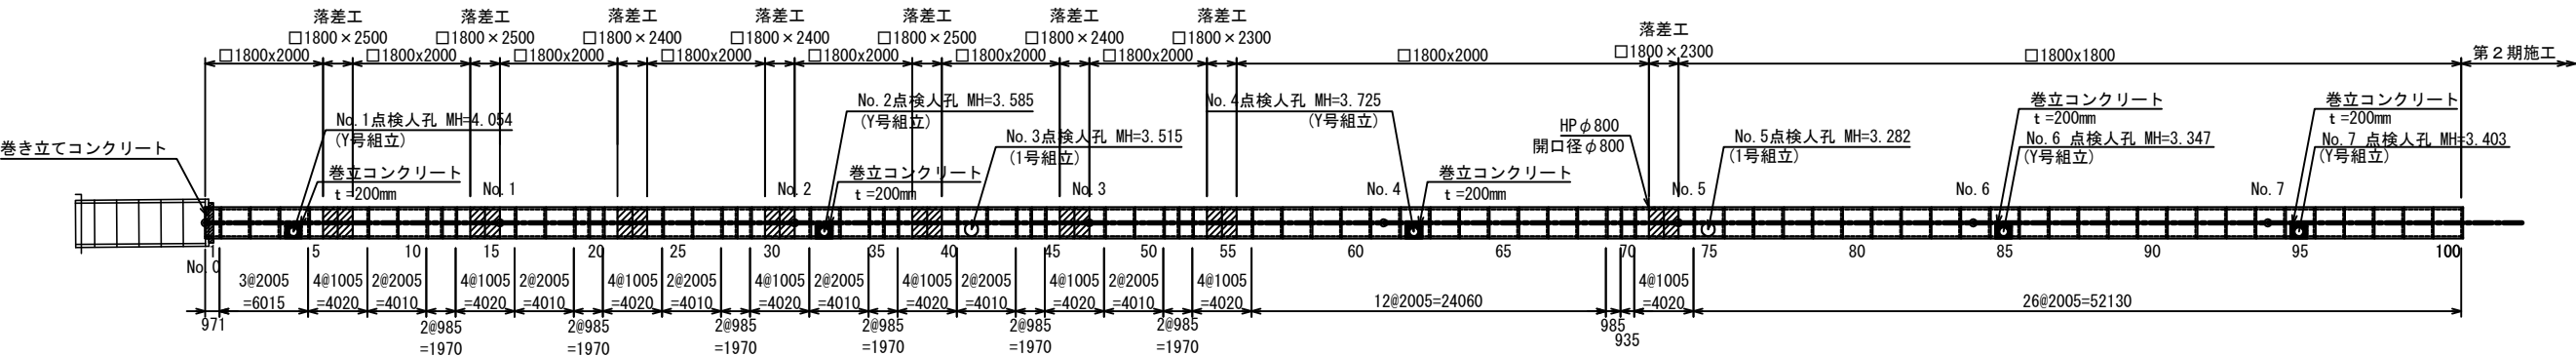 落差工
落差工
落差工
落差工
落差工
落差工
落差工
落差工
□1800×2500
□1800×2500
□1800×2400
□1800×2400
□1800×2500
□1800×2400
□1800×2300
□1800×2300
□1800x2000
□1800x2000
□1800x2000
□1800x2000
□1800x2000
□1800x2000
□1800x2000
□1800x2000
□1800x1800
第2期施工
No.1点検人孔 MH=4.054
(Y号組立)
No.2点検人孔 MH=3.585
(Y号組立)
No.3点検人孔 MH=3.515
(1号組立)
No.4点検人孔 MH=3.725
(Y号組立)
HPφ800
開口径φ800
No.5点検人孔 MH=3.282
(1号組立)
巻立コンクリート
t=200mm
No.6 点検人孔 MH=3.347
(Y号組立)
巻立コンクリート
t=200mm
No.7 点検人孔 MH=3.403
(Y号組立)
巻き立てコンクリート
巻立コンクリート
t=200mm
巻立コンクリート
t=200mm
巻立コンクリート
t=200mm
No.1
No.2
No.3
No.4
No.5
No.6
No.7
No.0
1
5
10
15
20
25
30
35
40
45
50
55
60
65
70
75
80
85
90
95
100
3@2005
=6015
4@1005
=4020
2@2005
=4010
4@1005
=4020
2@2005
=4010
4@1005
=4020
2@2005
=4010
4@1005
=4020
2@2005
=4010
4@1005
=4020
2@2005
=4010
4@1005
=4020
2@2005
=4010
4@1005
=4020
12@2005=24060
4@1005
=4020
26@2005=52130
971
2@985
=1970
2@985
=1970
2@985
=1970
2@985
=1970
2@985
=1970
2@985
=1970
985
935